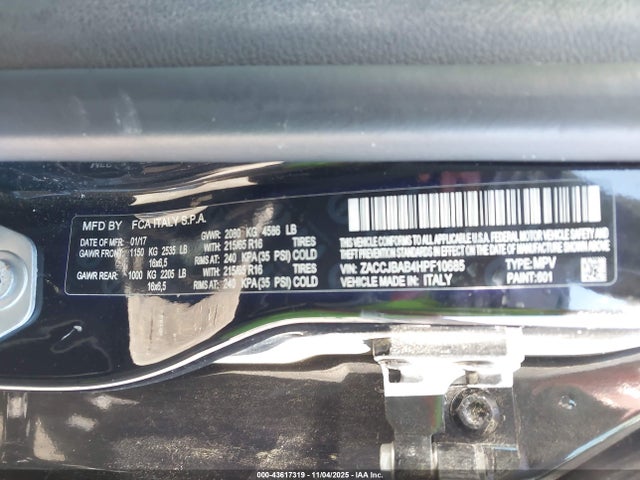 MFD BY FCA ITALY S.P.A.
DATE OF MFR: 01/17 GVWR: 2080 KG 4586 LB
GAWR FRONT: 1150 KG 2535 LB WITH: 215/65 R16 TIRES
16x6,5 RIMS AT: 240 KPA(35 PSI) COLD
GAWR REAR: 1000 KG 2205 LB WITH: 215/65 R16 TIRES
16x6,5 RIMS AT: 240 KPA(35 PSI) COLD
THIS VEHICLE CONFORMS TO ALL APPLICABLE
FEDERAL MOTOR VEHICLE SAFETY, BUMPER AND
THEFT PREVENTION STANDARDS IN EFFECT IN THE U.S.A. ON THE
DATE OF MANUFACTURE SHOWN ABOVE.
VIN: TYPE: MPV
VEHICLE MADE IN: ITALY PAINT: 601
000-43617319 - 11/04/2025 - IAA Inc.